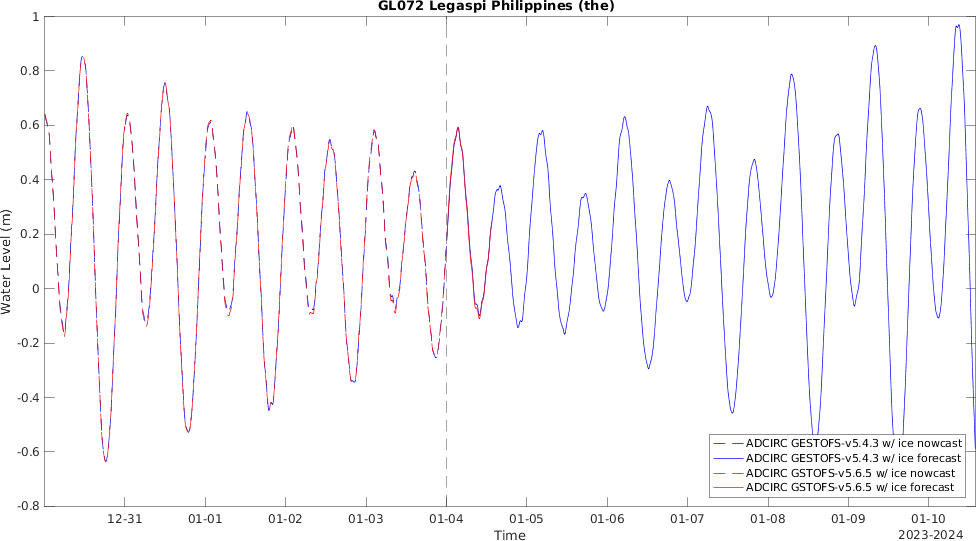 GL072 Legaspi Philippines (the)
1
0.8
0.6
0.4
0.2
0
-0.2
-0.4
-0.6
-0.8
Water Level (m)
ADCIRC GESTOFS-v5.4.3 w/ ice nowcast
ADCIRC GESTOFS-v5.4.3 w/ ice forecast
ADCIRC GSTOFS-v5.6.5 w/ ice nowcast
ADCIRC GSTOFS-v5.6.5 w/ ice forecast
12-31 01-01 01-02 01-03 01-04 01-05 01-06 01-07 01-08 01-09 01-10
Time
2023-2024